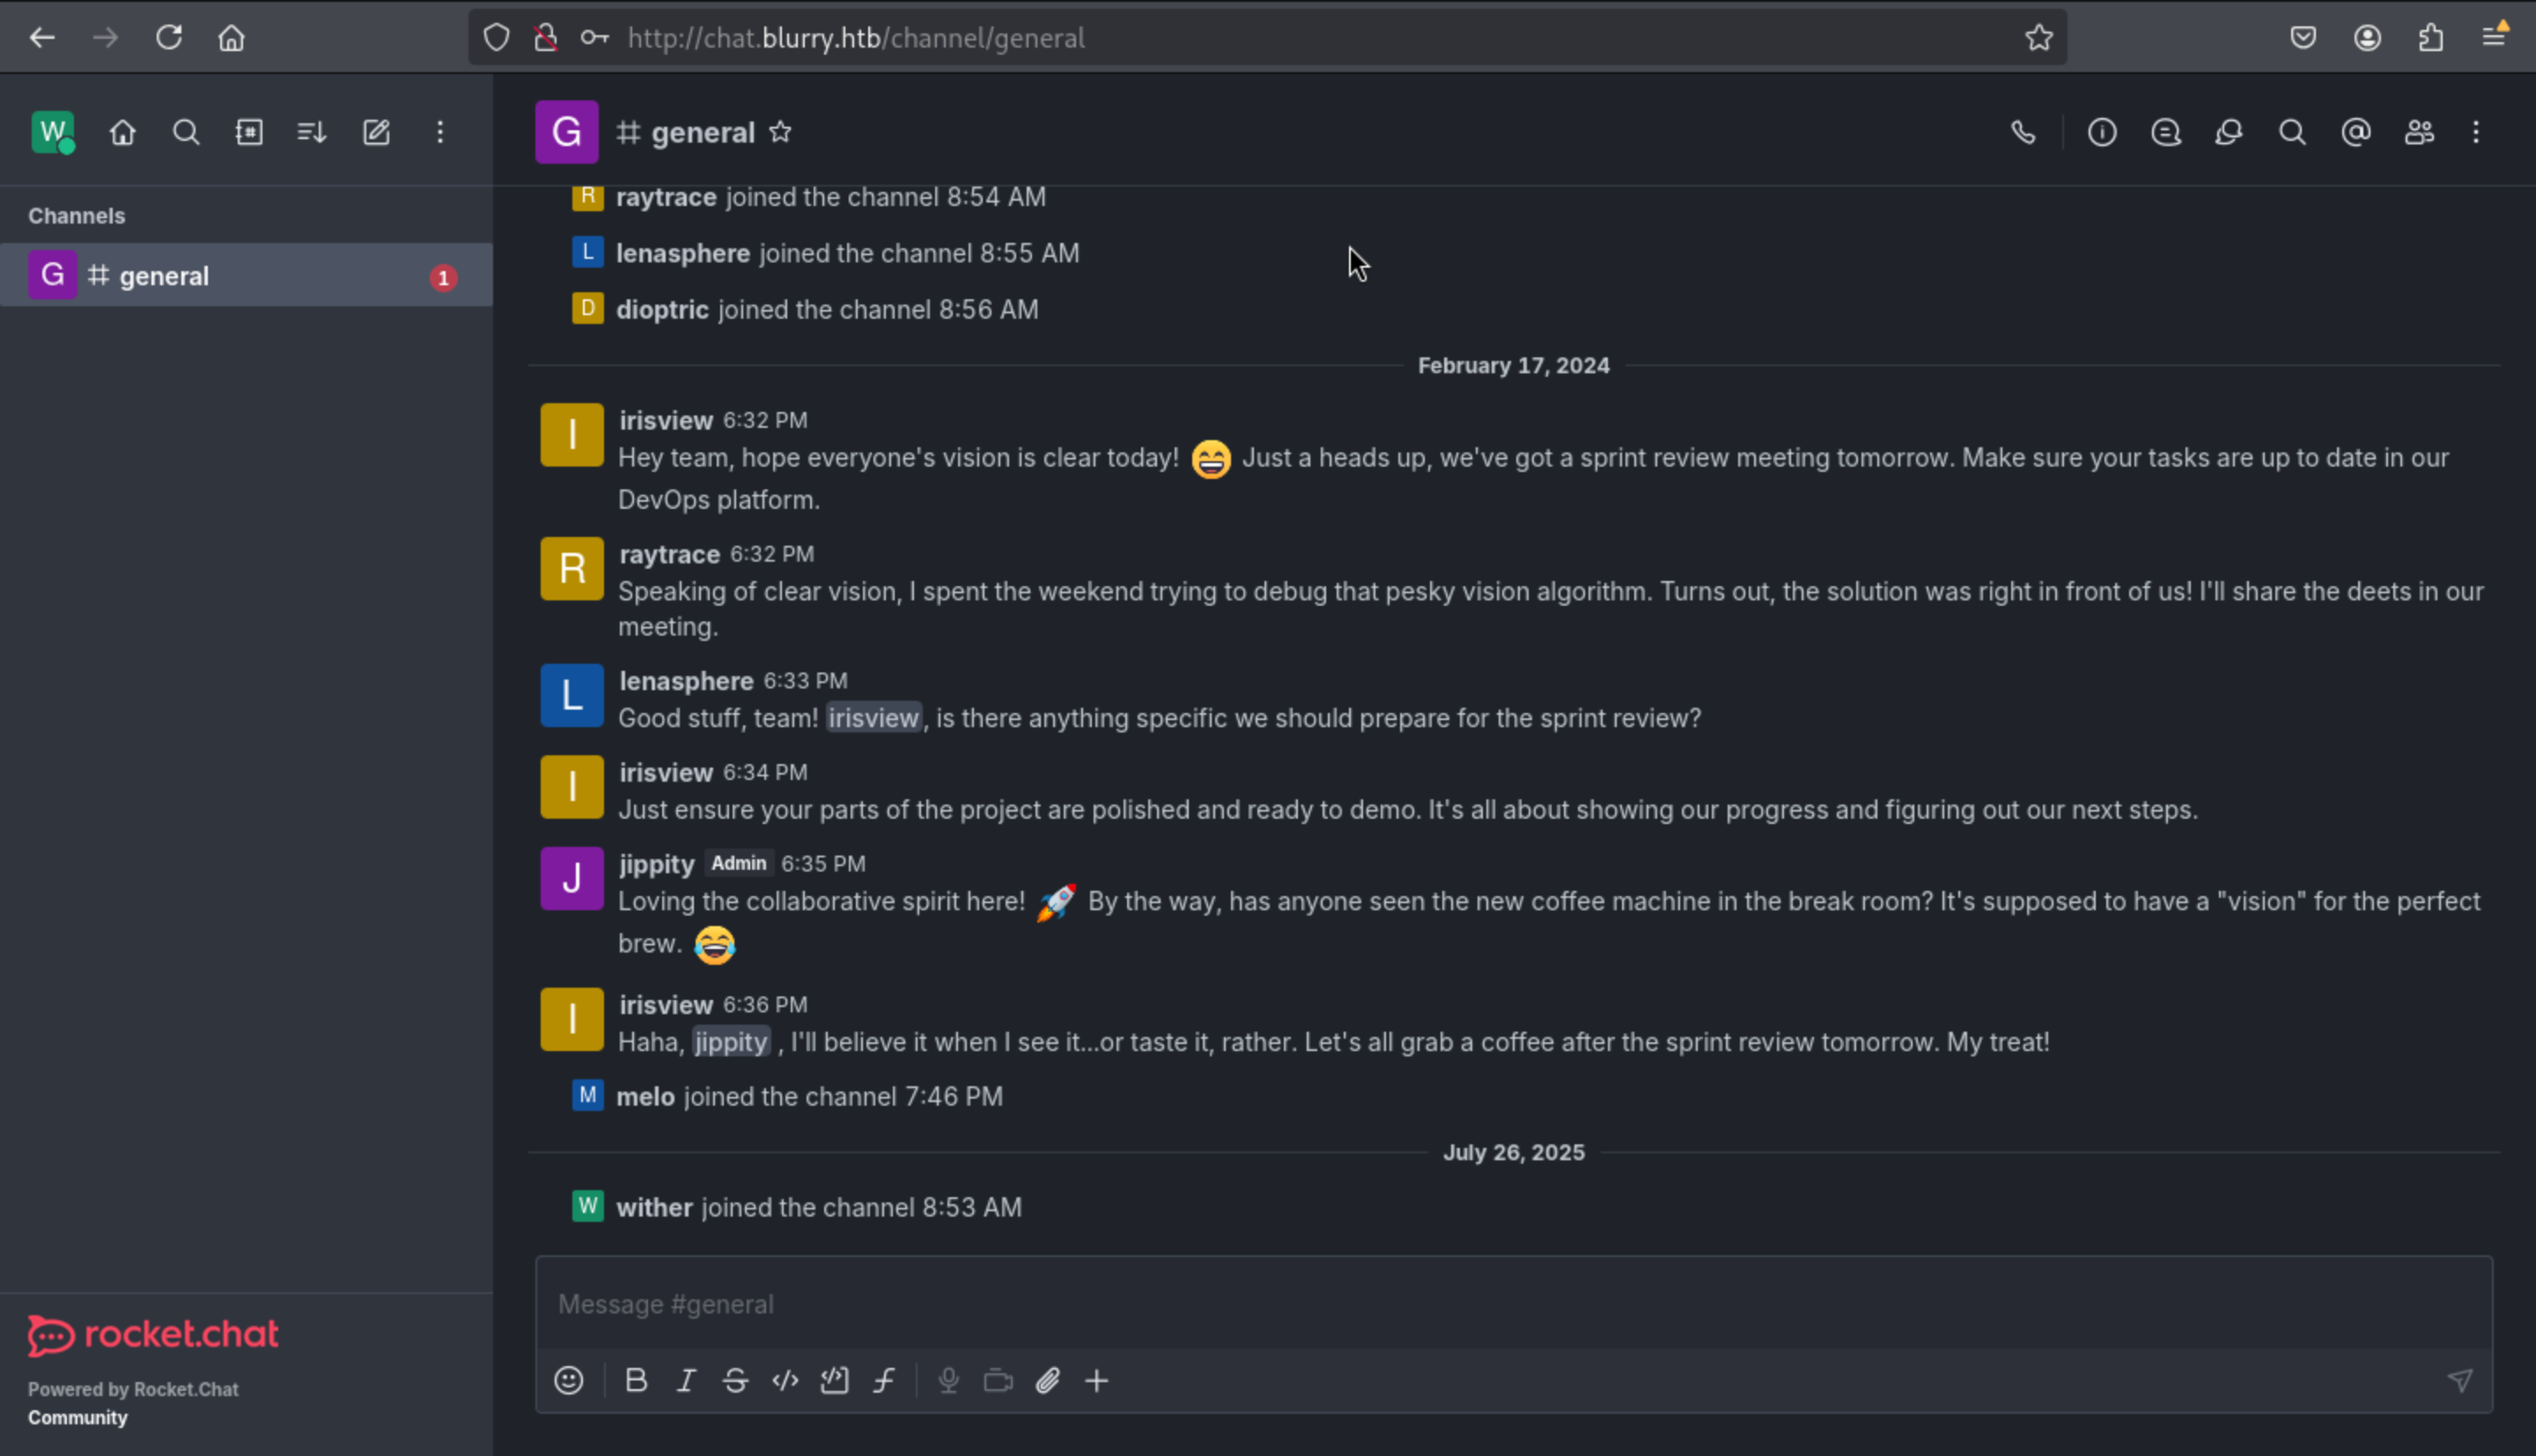 http://chat.blurry.htb/channel/general
W
G
general
Channels
G
general
1
R raytrace joined the channel 8:54 AM
L lenasphere joined the channel 8:55 AM
D dioptric joined the channel 8:56 AM
February 17, 2024
I
irisview 6:32 PM
Hey team, hope everyone's vision is clear today! 😄 Just a heads up, we've got a sprint review meeting tomorrow. Make sure your tasks are up to date in our
DevOps platform.
R
raytrace 6:32 PM
Speaking of clear vision, I spent the weekend trying to debug that pesky vision algorithm. Turns out, the solution was right in front of us! I'll share the deets in our
meeting.
L
lenasphere 6:33 PM
Good stuff, team! irisview, is there anything specific we should prepare for the sprint review?
I
irisview 6:34 PM
Just ensure your parts of the project are polished and ready to demo. It's all about showing our progress and figuring out our next steps.
J
jippity Admin 6:35 PM
Loving the collaborative spirit here! 🚀 By the way, has anyone seen the new coffee machine in the break room? It's supposed to have a "vision" for the perfect
brew. 😂
I
irisview 6:36 PM
Haha, jippity , I'll believe it when I see it...or taste it, rather. Let's all grab a coffee after the sprint review tomorrow. My treat!
M melo joined the channel 7:46 PM
July 26, 2025
W wither joined the channel 8:53 AM
Message #general
rocket.chat
Powered by Rocket.Chat
Community